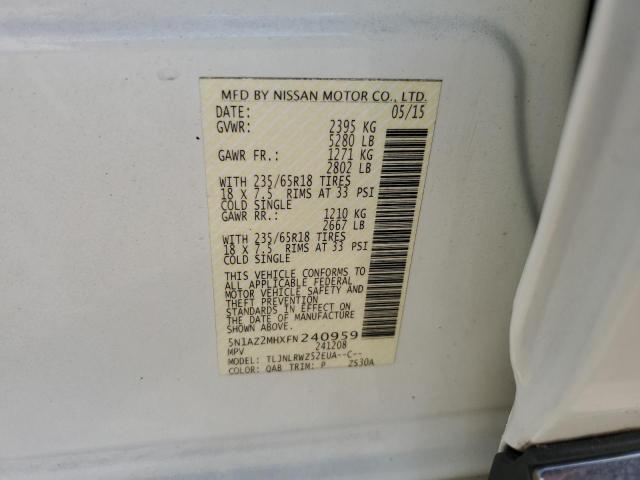 MFD BY NISSAN MOTOR CO., LTD.
DATE: 05/15
GVWR: 2395 KG
5280 LB
GAWR FR.: 1271 KG
2802 LB
WITH 235/65R18 TIRES
18 X 7.5 RIMS AT 33 PSI
COLD SINGLE
GAWR RR.: 1210 KG
2667 LB
WITH 235/65R18 TIRES
18 X 7.5 RIMS AT 33 PSI
COLD SINGLE
THIS VEHICLE CONFORMS TO
ALL APPLICABLE FEDERAL
MOTOR VEHICLE SAFETY AND
THEFT PREVENTION
STANDARDS IN EFFECT ON
THE DATE OF MANUFACTURE
SHOWN ABOVE.
5N1AZ2MHXFN240959
MPV 241208
MODEL: TLJNLRWZ52EUA--C--
COLOR: QAB TRIM: P 2530A